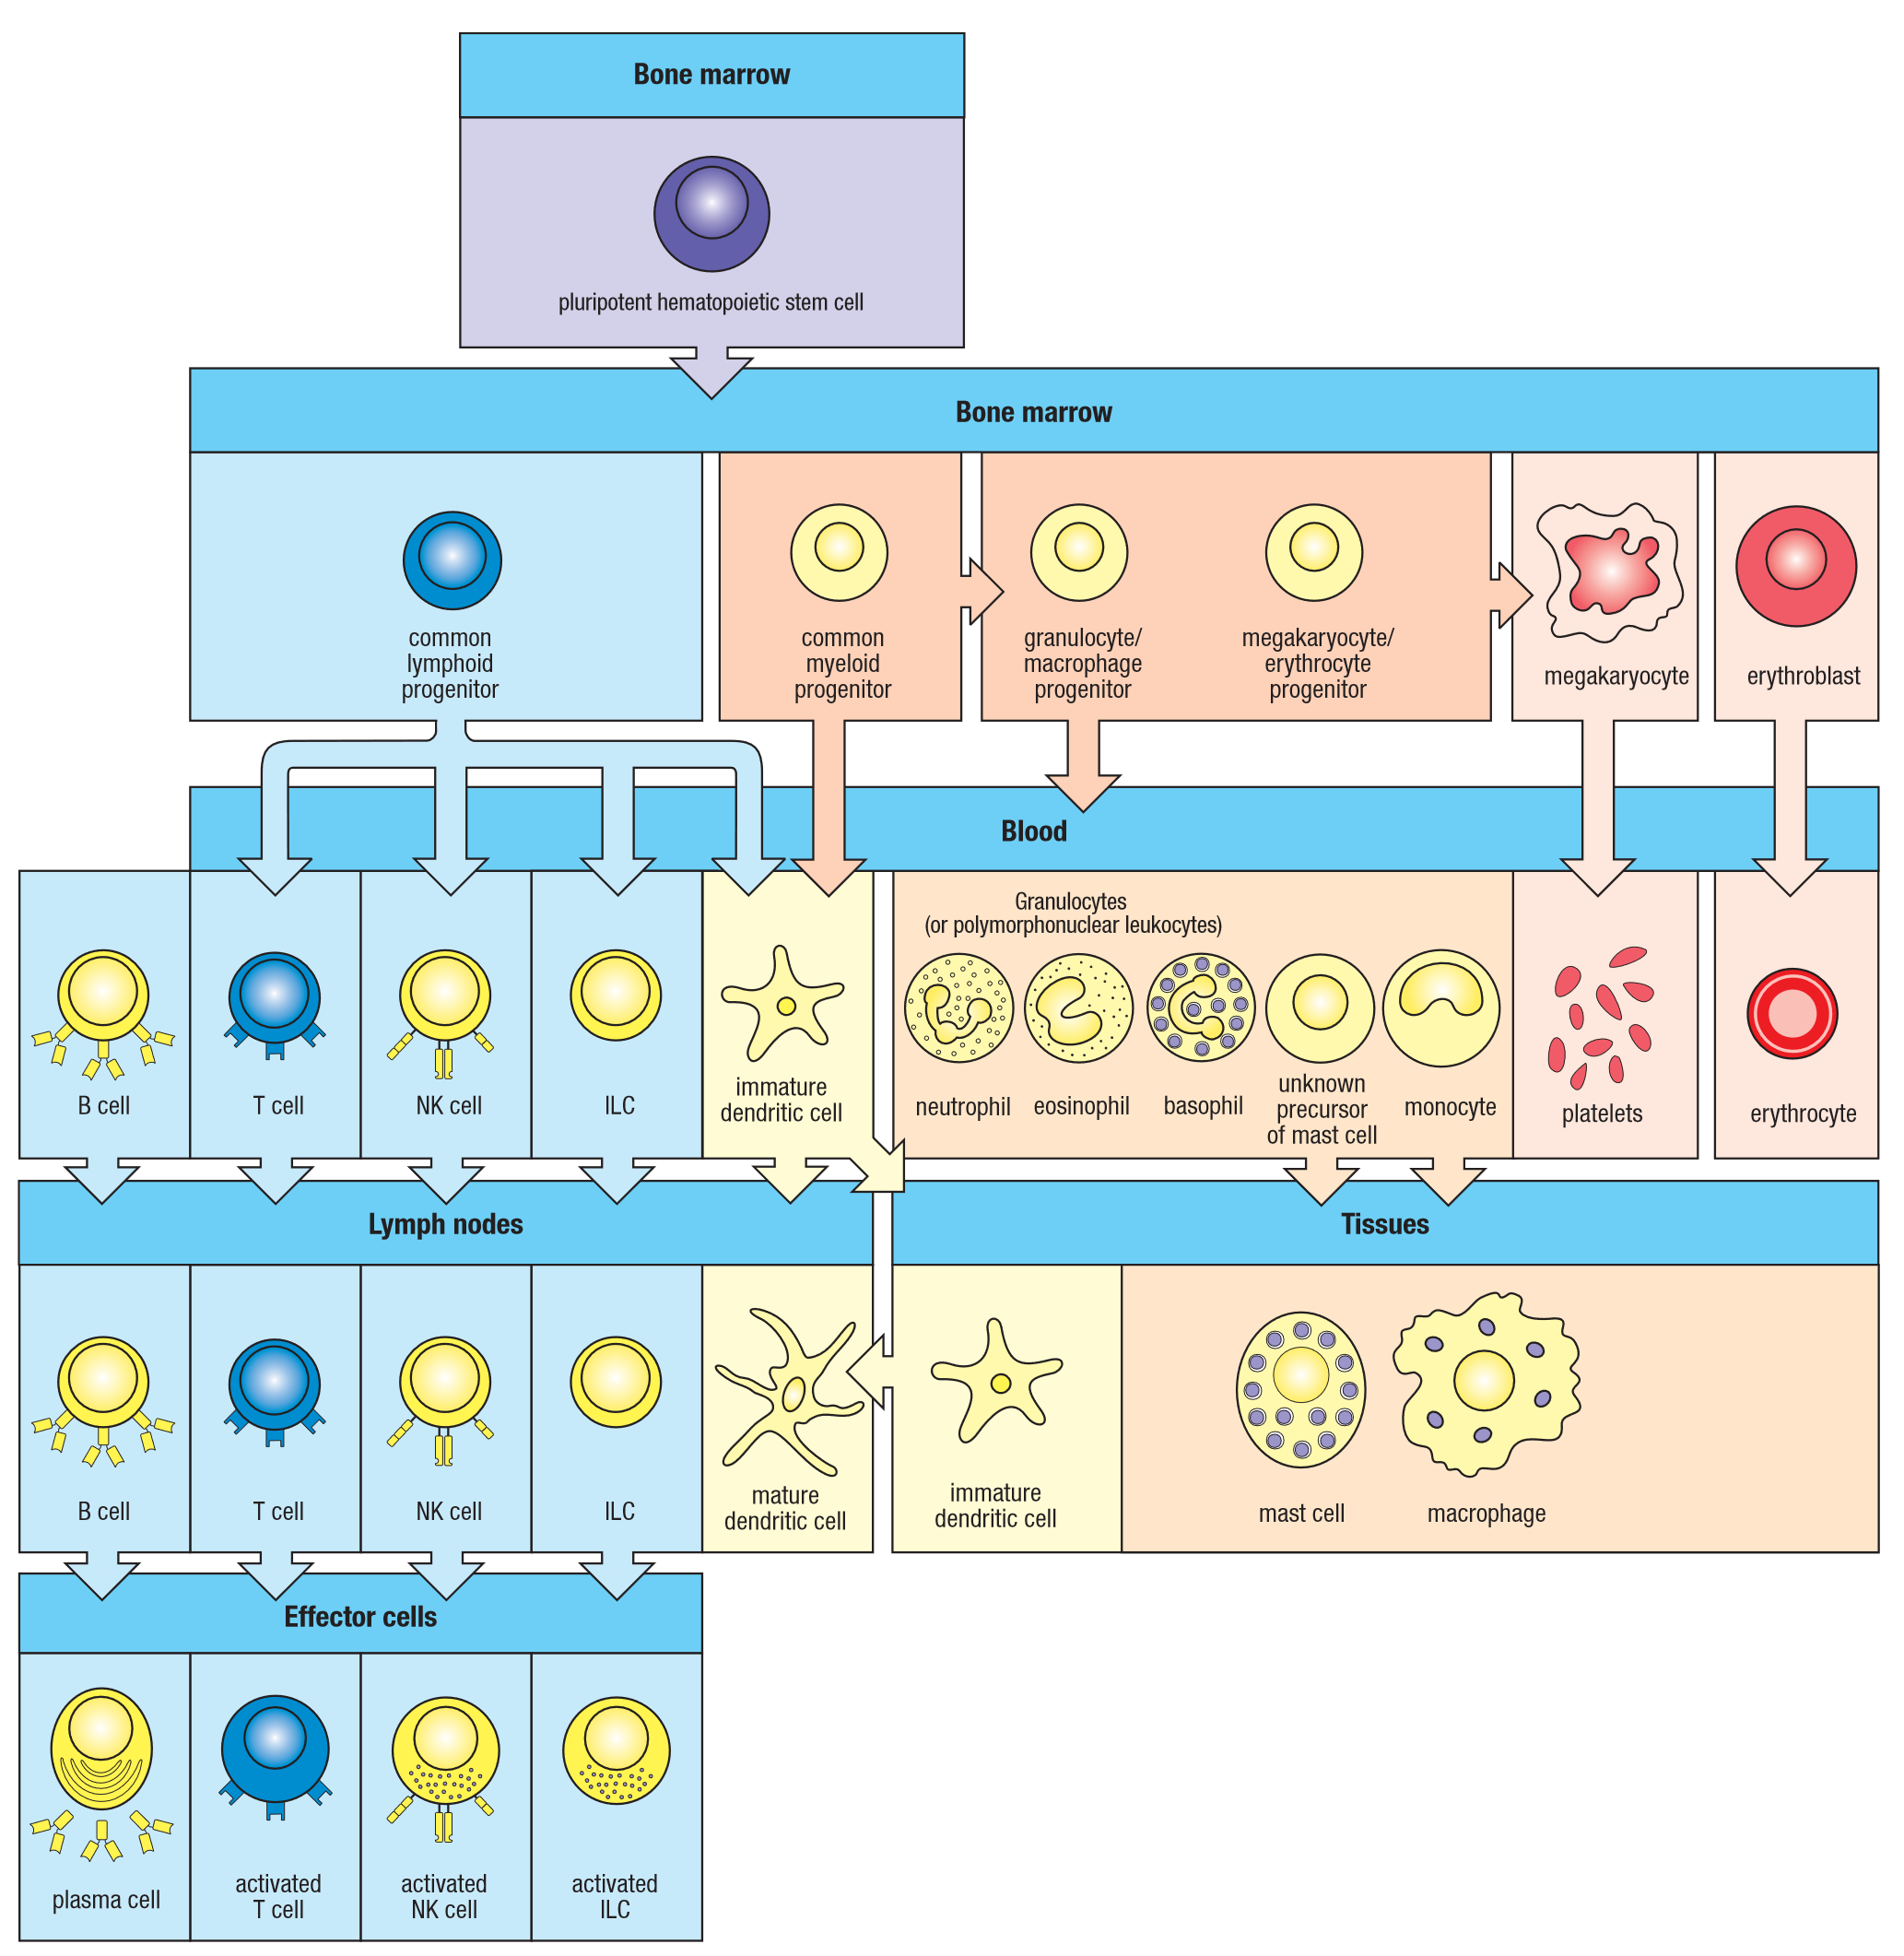 Bone marrow
pluripotent hematopoietic stem cell
Bone marrow
common
lymphoid
progenitor
common
myeloid
progenitor
granulocyte/
macrophage
progenitor
megakaryocyte/
erythrocyte
progenitor
megakaryocyte
erythroblast
Blood
B cell
T cell
NK cell
ILC
immature
dendritic cell
Granulocytes
(or polymorphonuclear leukocytes)
neutrophil
eosinophil
basophil
unknown
precursor
of mast cell
monocyte
platelets
erythrocyte
Lymph nodes
B cell
T cell
NK cell
ILC
mature
dendritic cell
Tissues
immature
dendritic cell
mast cell
macrophage
Effector cells
plasma cell
activated
T cell
activated
NK cell
activated
ILC